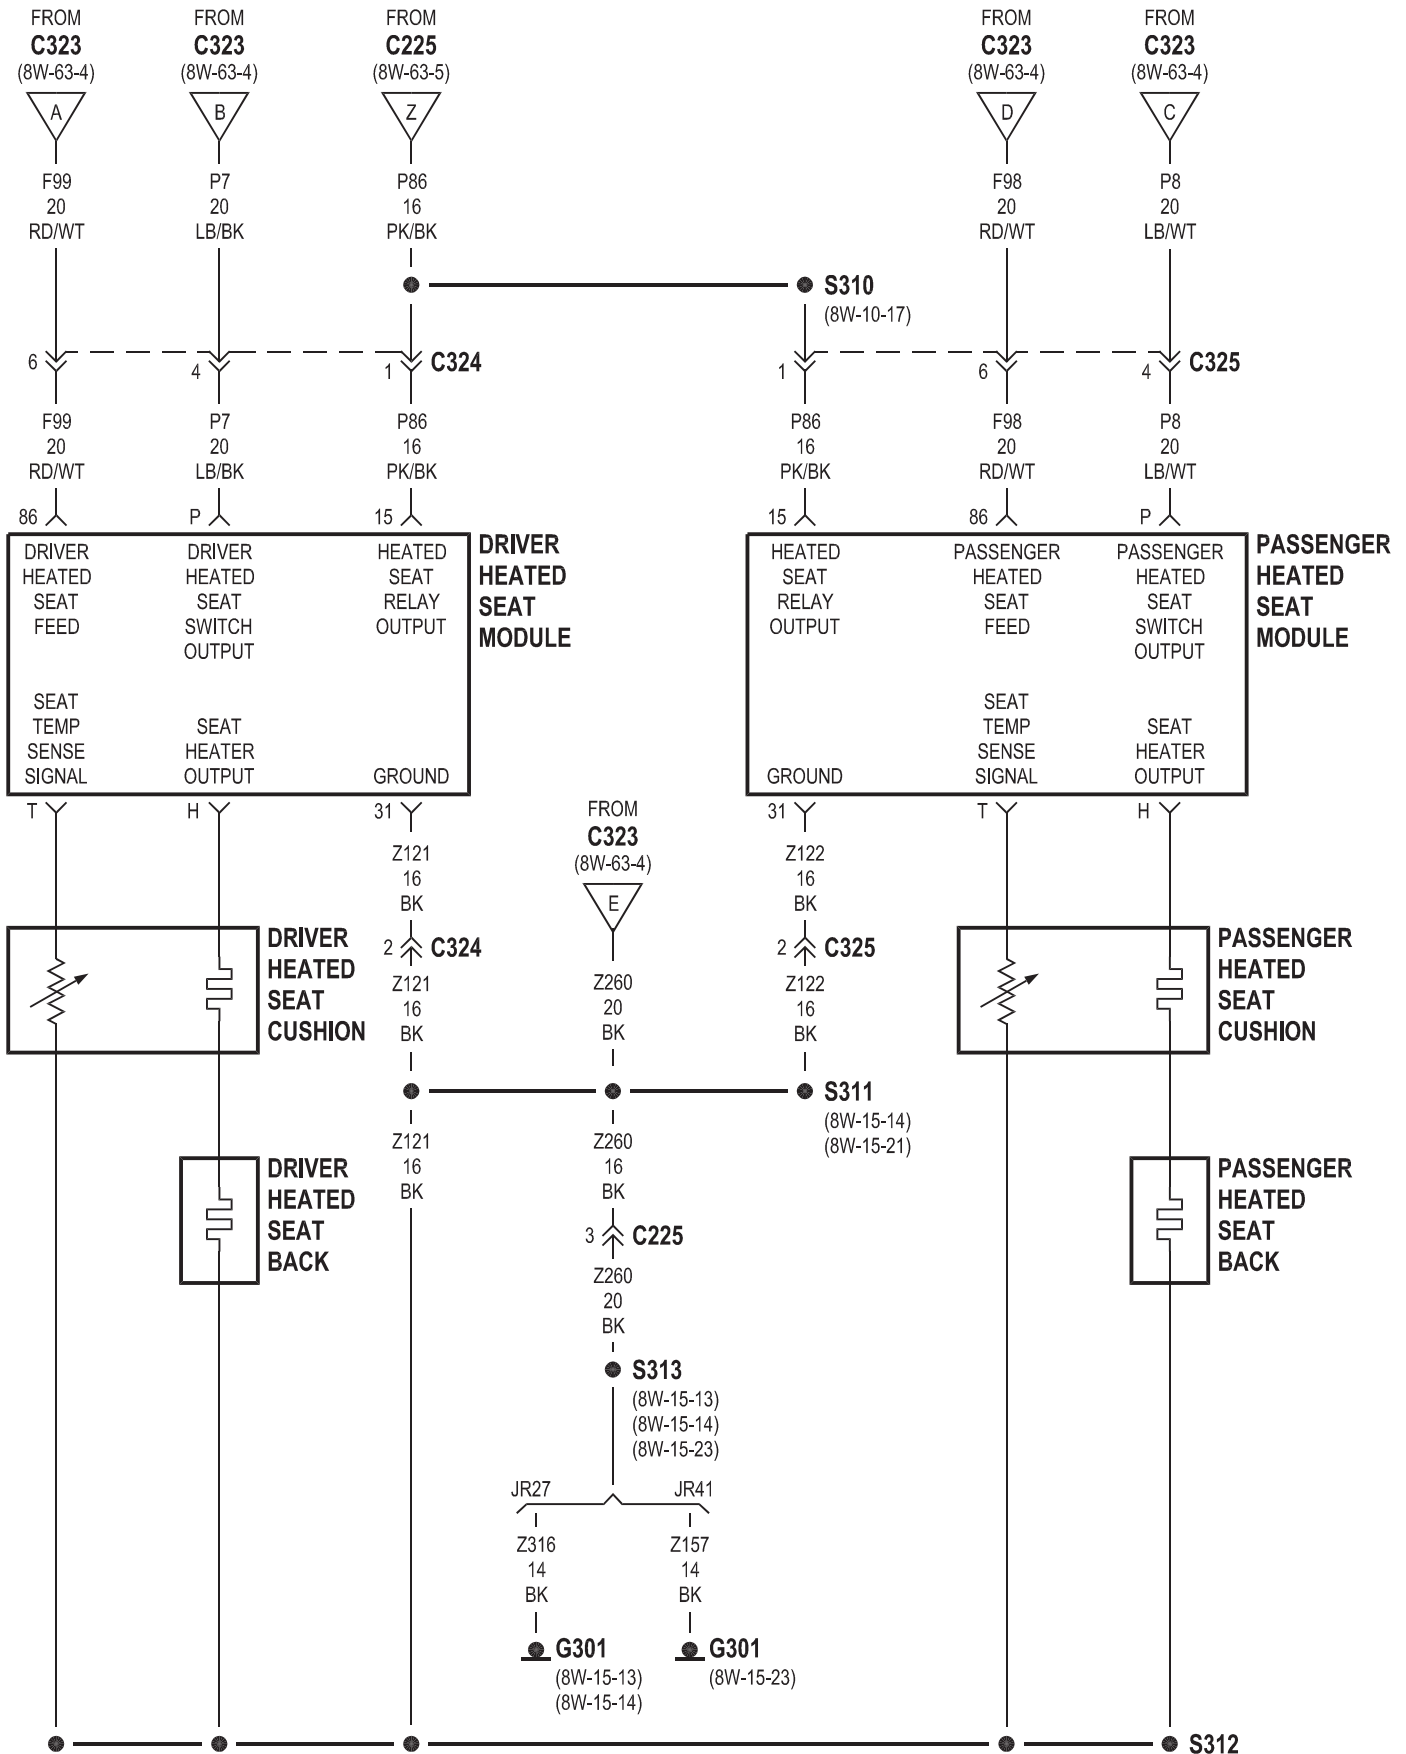 FROM
C323
(8W-63-4)
A
F99
20
RD/WT
FROM
C323
(8W-63-4)
B
P7
20
LB/BK
FROM
C225
(8W-63-5)
Z
P86
16
PK/BK
FROM
C323
(8W-63-4)
D
F98
20
RD/WT
FROM
C323
(8W-63-4)
C
P8
20
LB/WT
S310
(8W-10-17)
6
4
1
C324
1
6
4
C325
F99
20
RD/WT
P7
20
LB/BK
P86
16
PK/BK
P86
16
PK/BK
F98
20
RD/WT
P8
20
LB/WT
86
P
15
15
86
P
DRIVER
HEATED
SEAT
FEED
DRIVER
HEATED
SEAT
SWITCH
OUTPUT
HEATED
SEAT
RELAY
OUTPUT
DRIVER
HEATED
SEAT
MODULE
HEATED
SEAT
RELAY
OUTPUT
PASSENGER
HEATED
SEAT
FEED
PASSENGER
HEATED
SEAT
SWITCH
OUTPUT
PASSENGER
HEATED
SEAT
MODULE
SEAT
TEMP
SENSE
SIGNAL
SEAT
HEATER
OUTPUT
GROUND
GROUND
SEAT
TEMP
SENSE
SIGNAL
SEAT
HEATER
OUTPUT
T
H
31
31
T
H
Z121
16
BK
FROM
C323
(8W-63-4)
E
Z122
16
BK
DRIVER
HEATED
SEAT
CUSHION
2
C324
Z121
16
BK
Z260
20
BK
2
C325
Z122
16
BK
PASSENGER
HEATED
SEAT
CUSHION
S311
(8W-15-14)
(8W-15-21)
DRIVER
HEATED
SEAT
BACK
Z121
16
BK
Z260
16
BK
PASSENGER
HEATED
SEAT
BACK
3
C225
Z260
20
BK
S313
(8W-15-13)
(8W-15-14)
(8W-15-23)
JR27
JR41
Z316
14
BK
Z157
14
BK
G301
(8W-15-13)
(8W-15-14)
G301
(8W-15-23)
S312